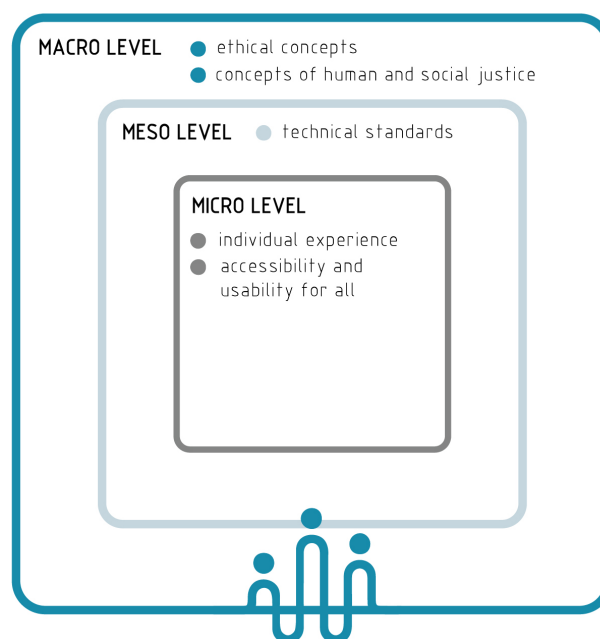 MACRO LEVEL ethical concepts
concepts of human and social justice
MESO LEVEL technical standards
MICRO LEVEL
individual experience
accessibility and
usability for all